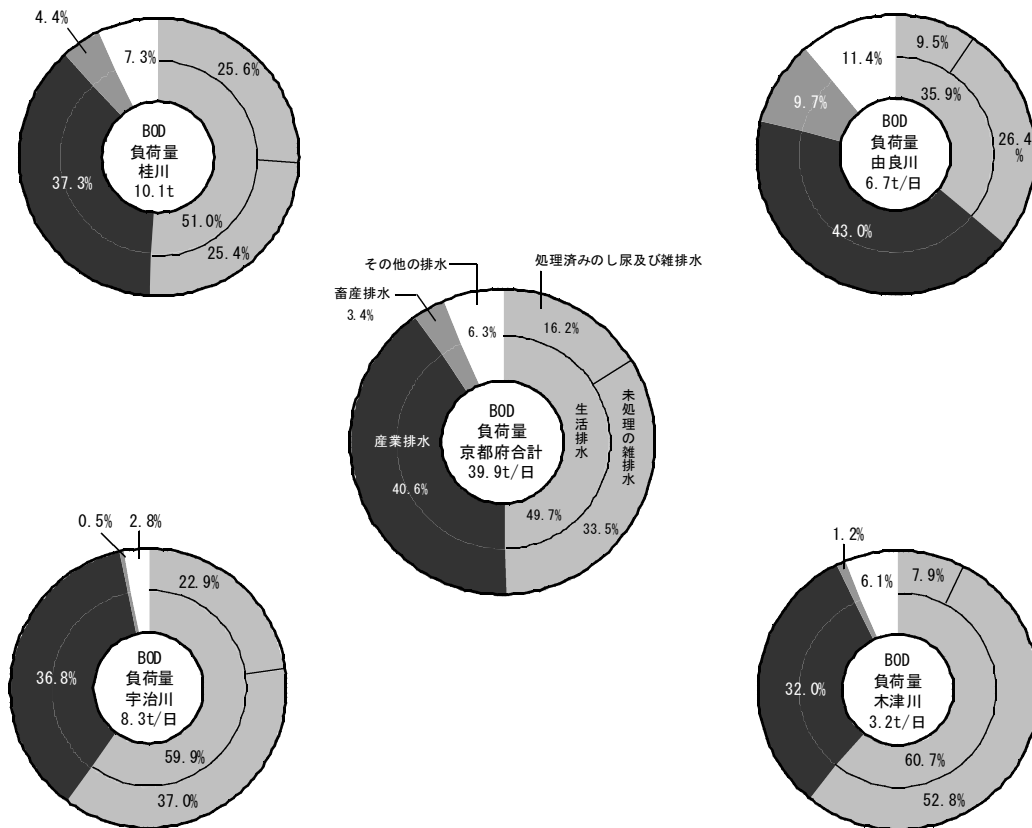 4.4%
7.3%
25.6%
BOD
負荷量
桂川
10.1t
37.3%
51.0%
25.4%
11.4%
9.5%
9.7%
35.9%
BOD
負荷量
由良川
6.7t/日
26.4
%
43.0%
その他の排水
処理済みのし尿及び雑排水
畜産排水
3.4%
6.3%
16.2%
BOD
負荷量
京都府合計
39.9t/日
生活排水
未処理の雑排水
産業排水
40.6%
49.7%
33.5%
0.5%
2.8%
22.9%
BOD
負荷量
宇治川
8.3t/日
36.8%
59.9%
37.0%
1.2%
6.1%
7.9%
BOD
負荷量
木津川
3.2t/日
32.0%
60.7%
52.8%